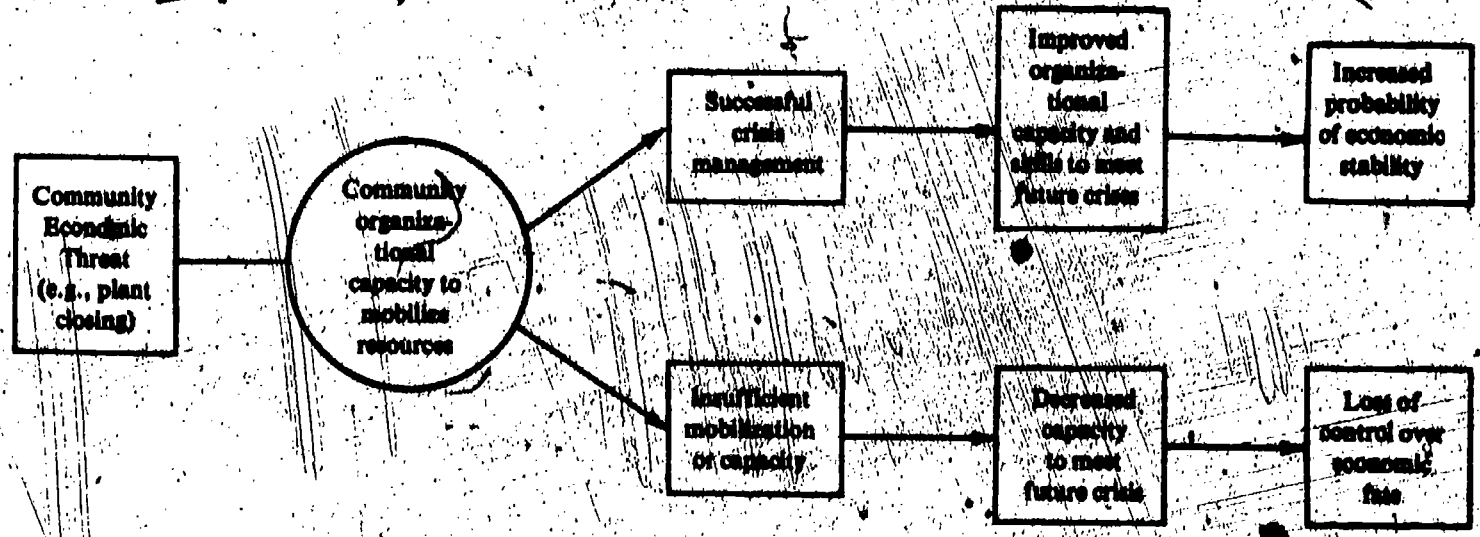 Community
Economic
Threat
(e.g., plant
closing)
Community
organiza-
tional
capacity to
mobilize
resources
Successful
crisis
management
Improved
organiza-
tional
capacity and
skills to meet
future crisis
Increased
probability
of economic
stability
Insufficient
mobilization
or capacity
Decreased
capacity
to meet
future crisis
Loss of
control over
economic
fate